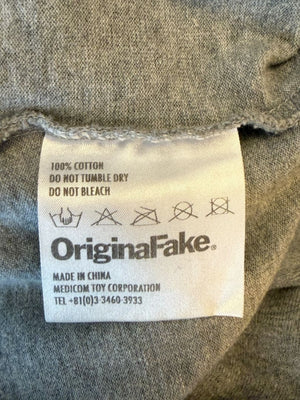 100% COTTON
DO NOT TUMBLE DRY
DO NOT BLEACH
OriginalFake®
MADE IN CHINA
MEDICOM TOY CORPORATION
TEL +81(0)3-3460-3933